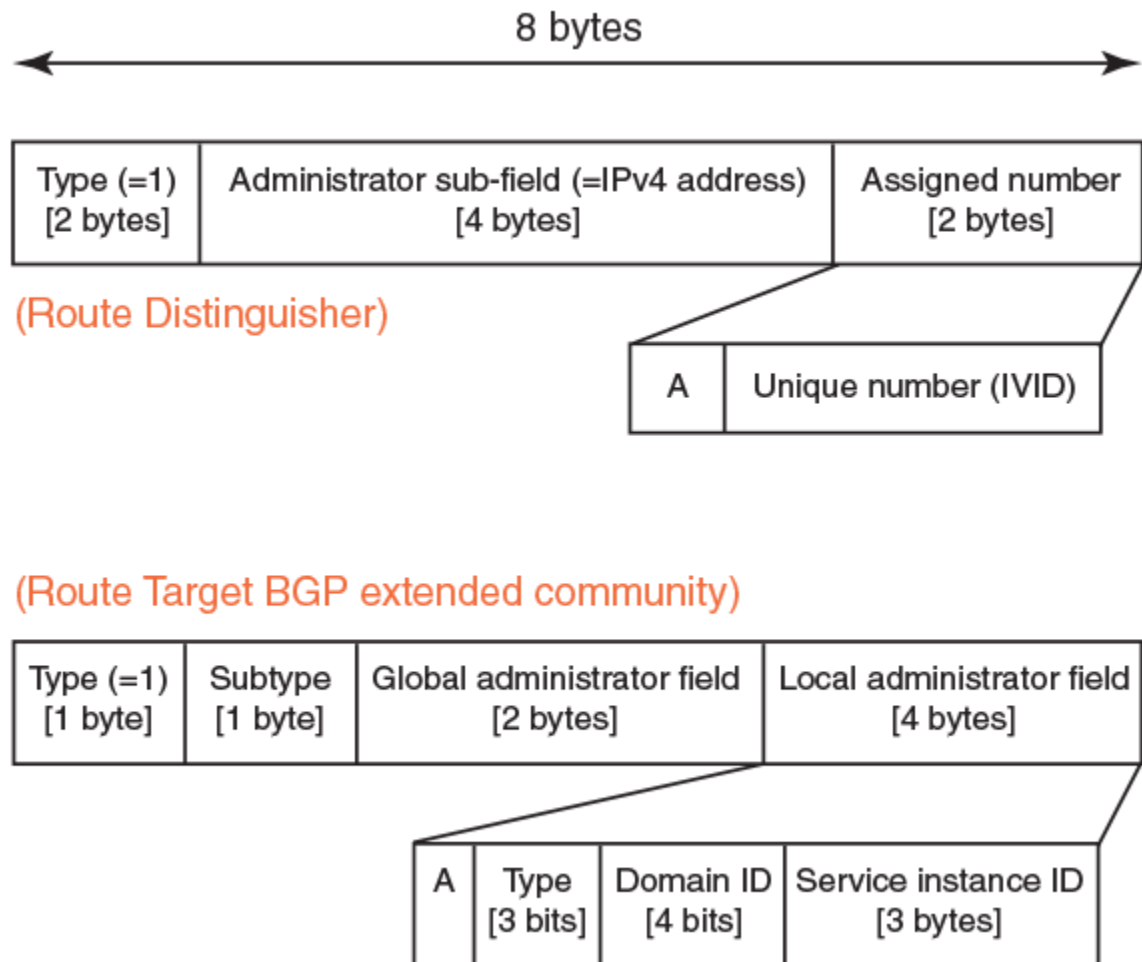 8 bytes
Type (=1) Administrator sub-field (=IPv4 address) Assigned number
[2 bytes] [4 bytes] [2 bytes]
(Route Distinguisher)
A Unique number (IVID)
(Route Target BGP extended community)
Type (=1) Subtype Global administrator field Local administrator field
[1 byte] [1 byte] [2 bytes] [4 bytes]
A Type Domain ID Service instance ID
[3 bits] [4 bits] [3 bytes]